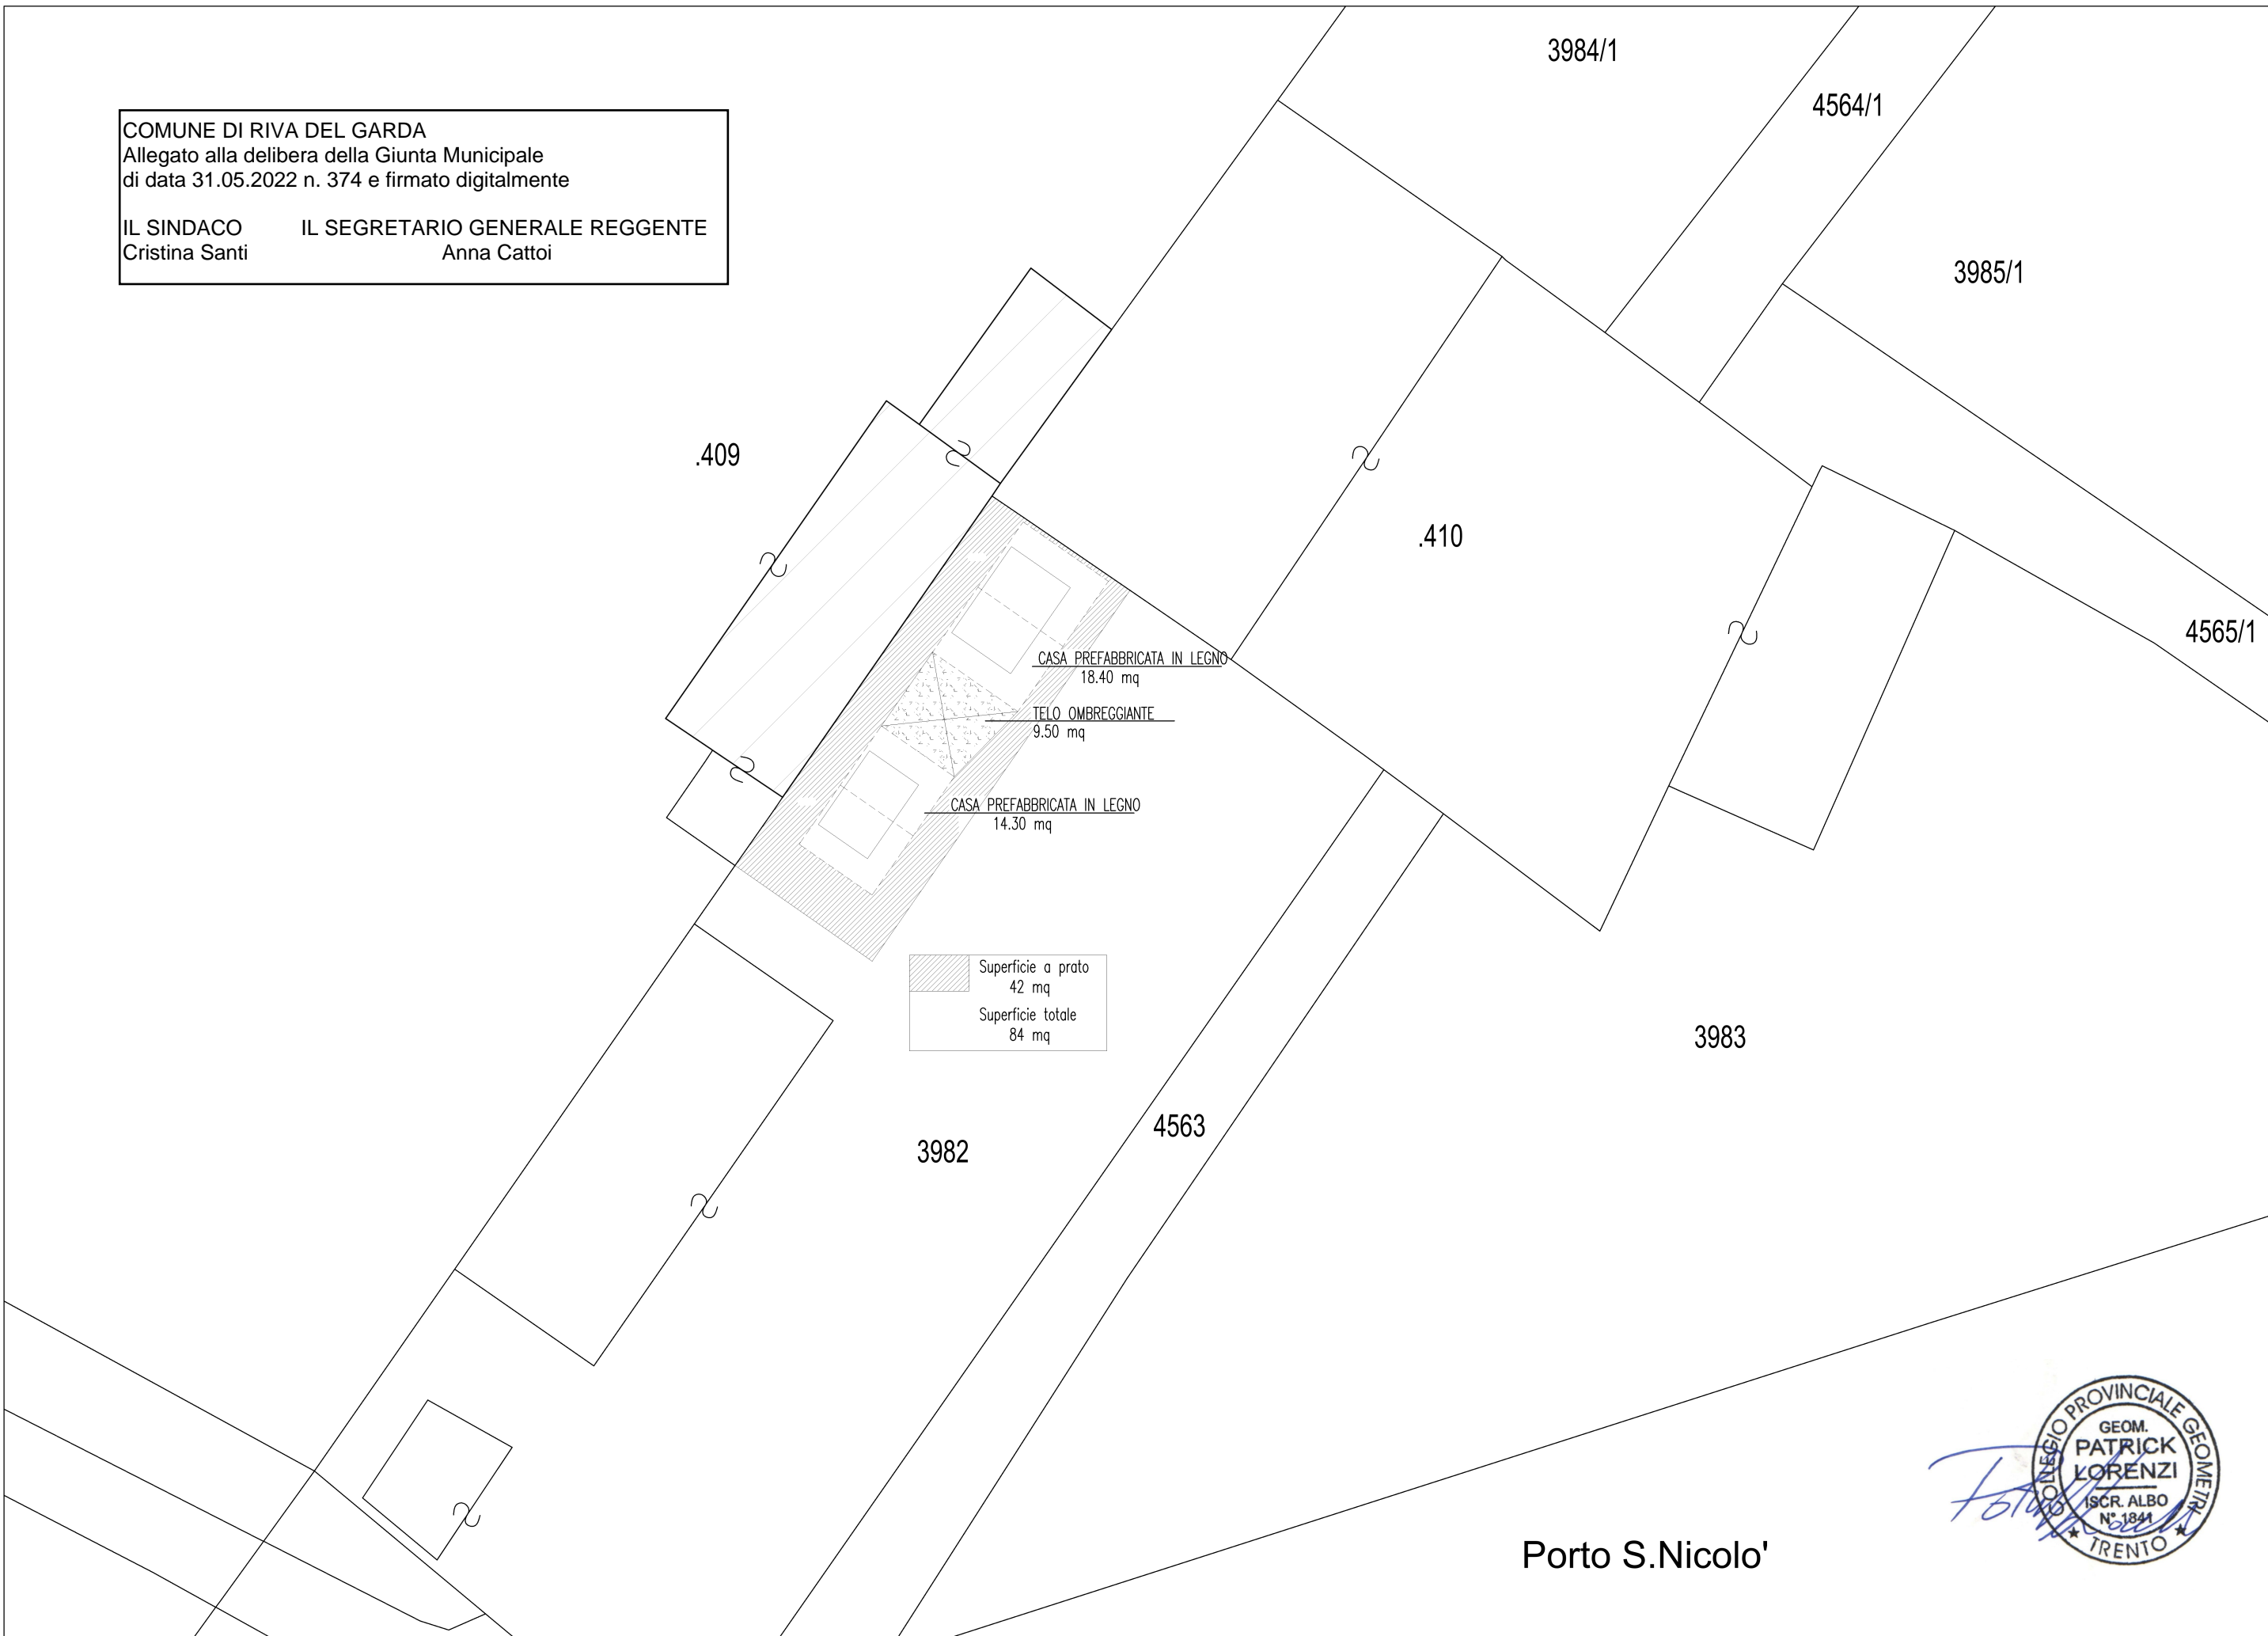 COMUNE DI RIVA DEL GARDA
Allegato alla delibera della Giunta Municipale
di data 31.05.2022 n. 374 e firmato digitalmente
IL SINDACO IL SEGRETARIO GENERALE REGGENTE
Cristina Santi Anna Cattoi
3984/1
4564/1
3985/1
.409
.410
4565/1
CASA PREFABBRICATA IN LEGNO
18.40 mq
TELO OMBREGGIANTE
9.50 mq
CASA PREFABBRICATA IN LEGNO
14.30 mq
Superficie a prato
42 mq
Superficie totale
84 mq
3983
4563
3982
Porto S.Nicolo'
COLLEGIO PROVINCIALE GEOMETRI
GEOM.
PATRICK
LORENZI
ISCR. ALBO
N° 1841
★ TRENTO ★